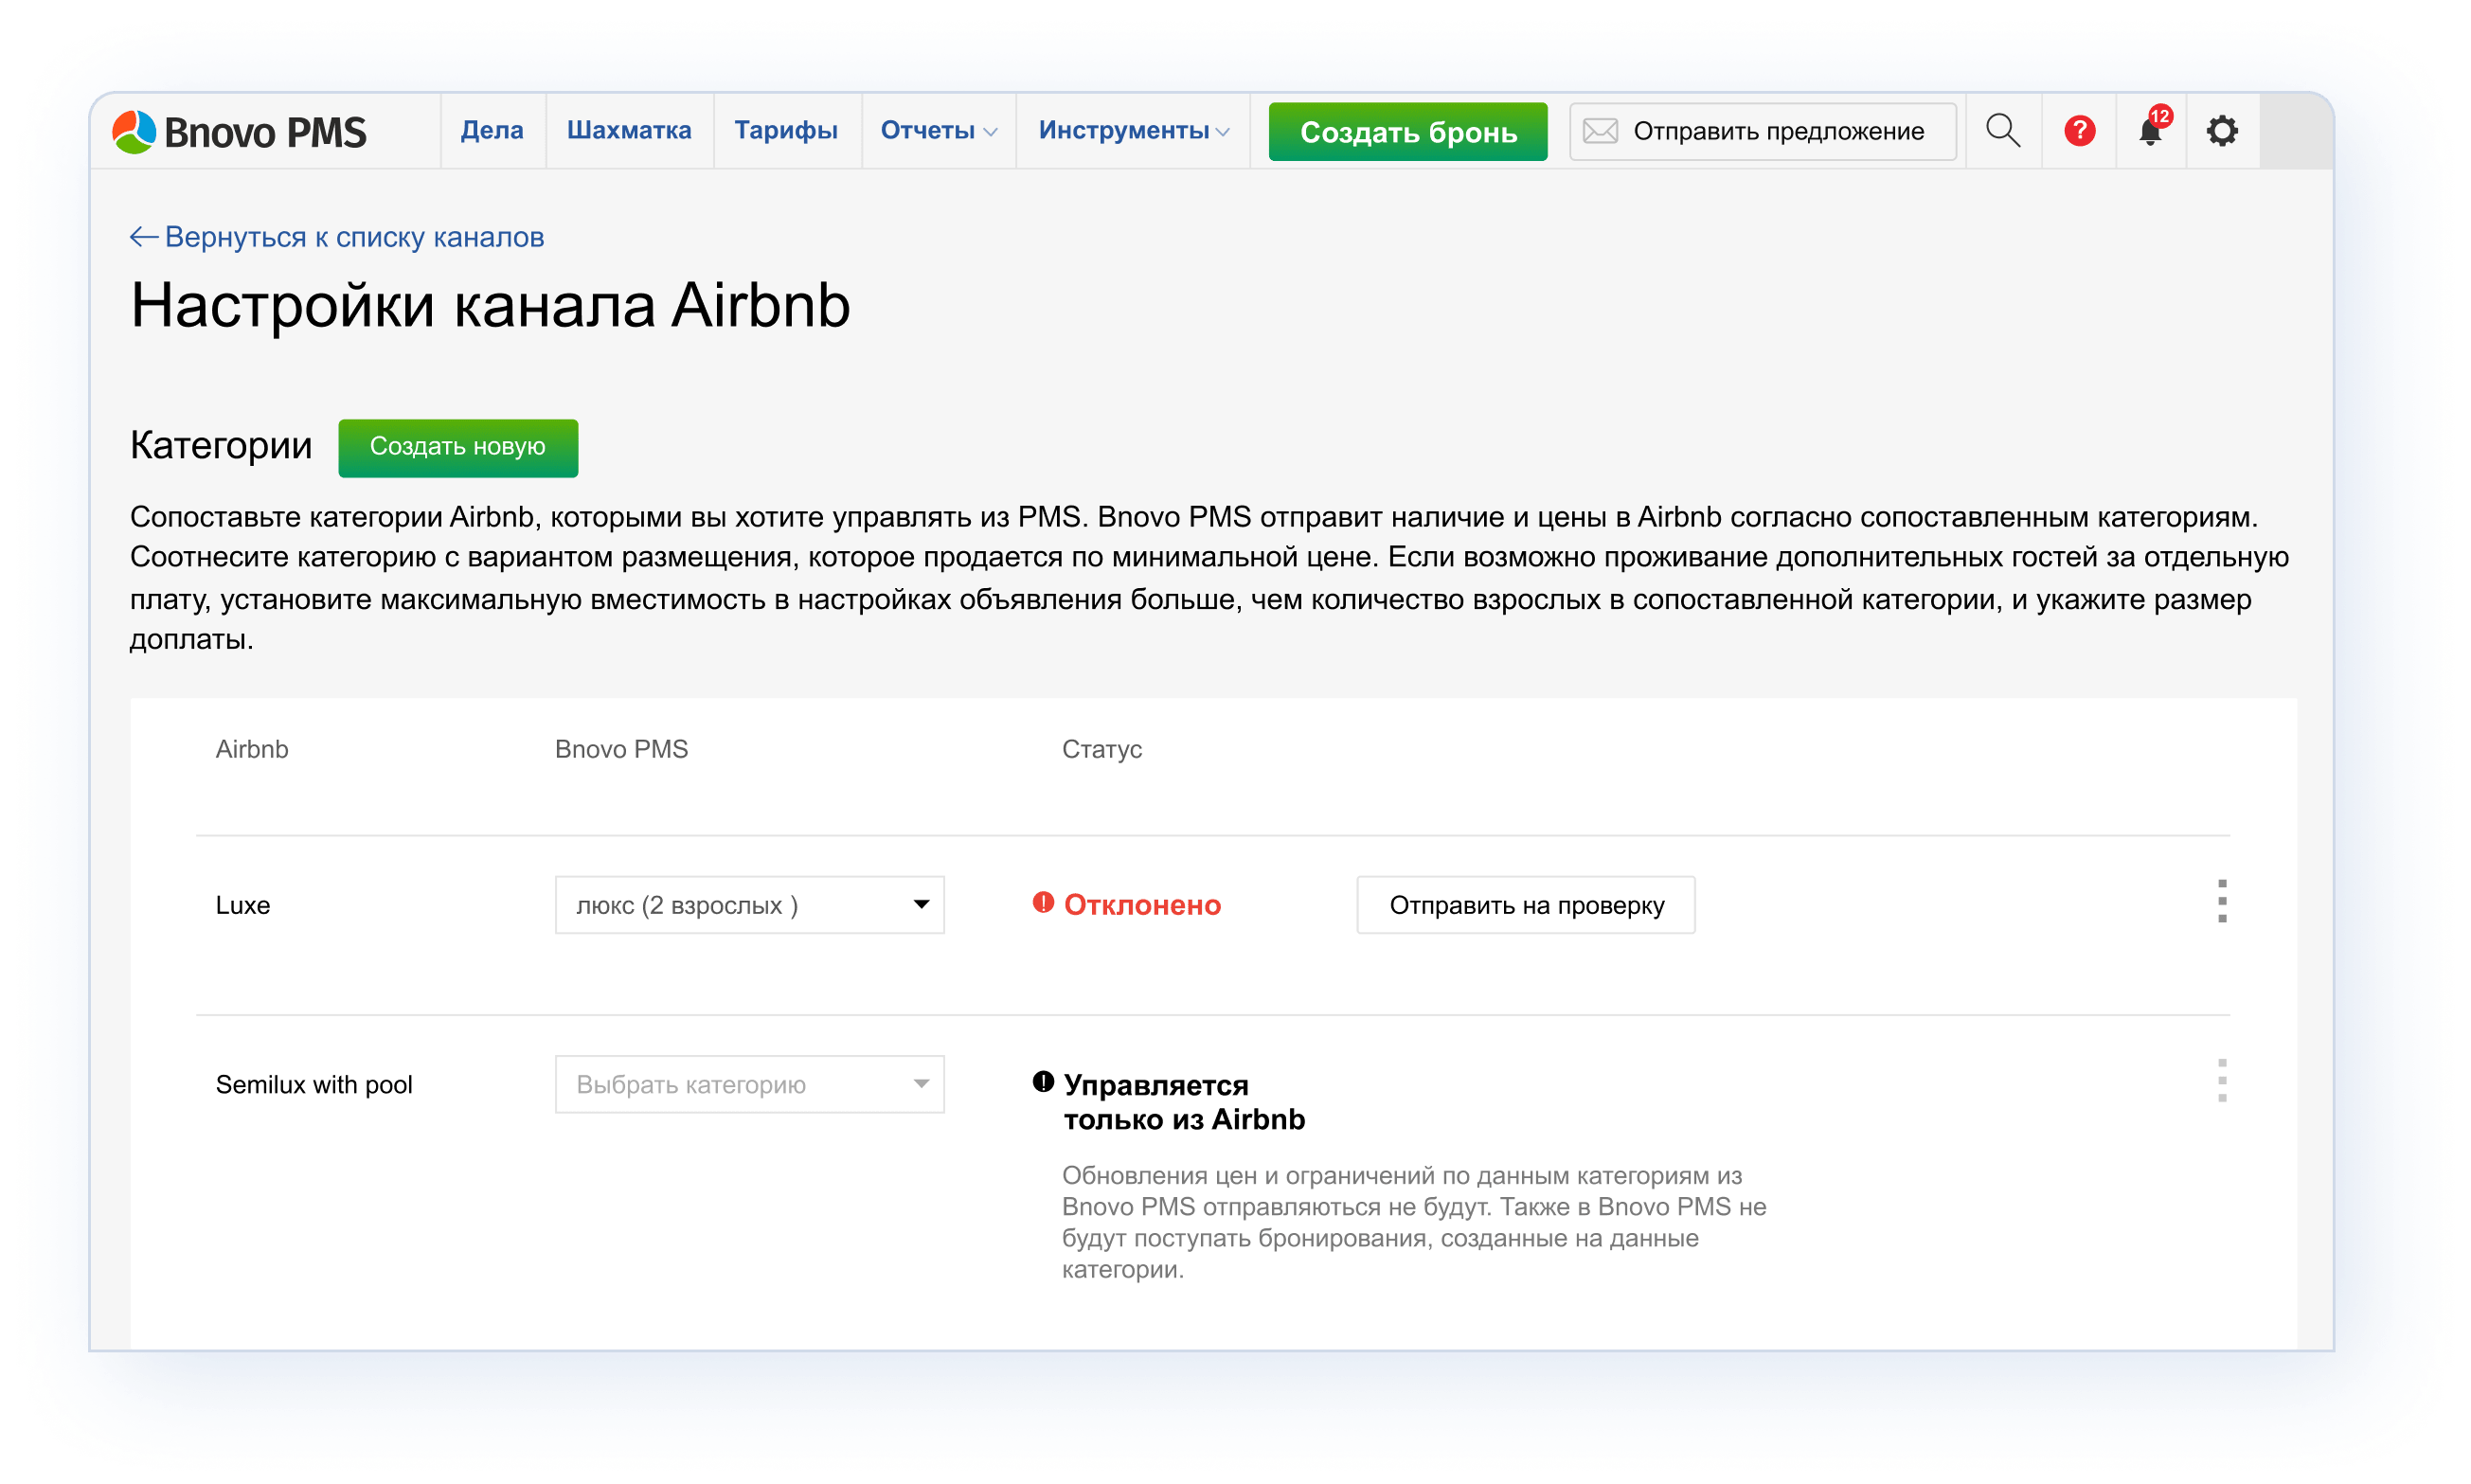 Bnovo PMS
Дела
Шахматка
Тарифы
Отчеты
Инструменты
Создать бронь
Отправить предложение
?
12
Вернуться к списку каналов
Настройки канала Airbnb
Категории
Создать новую
Сопоставьте категории Airbnb, которыми вы хотите управлять из PMS. Bnovo PMS отправит наличие и цены в Airbnb согласно сопоставленным категориям.
Соотнесите категорию с вариантом размещения, которое продается по минимальной цене. Если возможно проживание дополнительных гостей за отдельную
плату, установите максимальную вместимость в настройках объявления больше, чем количество взрослых в сопоставленной категории, и укажите размер
доплаты.
Airbnb
Bnovo PMS
Статус
Luxe
люкс (2 взрослых )
Отклонено
Отправить на проверку
Semilux with pool
Выбрать категорию
Управляется
только из Airbnb
Обновления цен и ограничений по данным категориям из
Bnovo PMS отправляються не будут. Также в Bnovo PMS не
будут поступать бронирования, созданные на данные
категории.